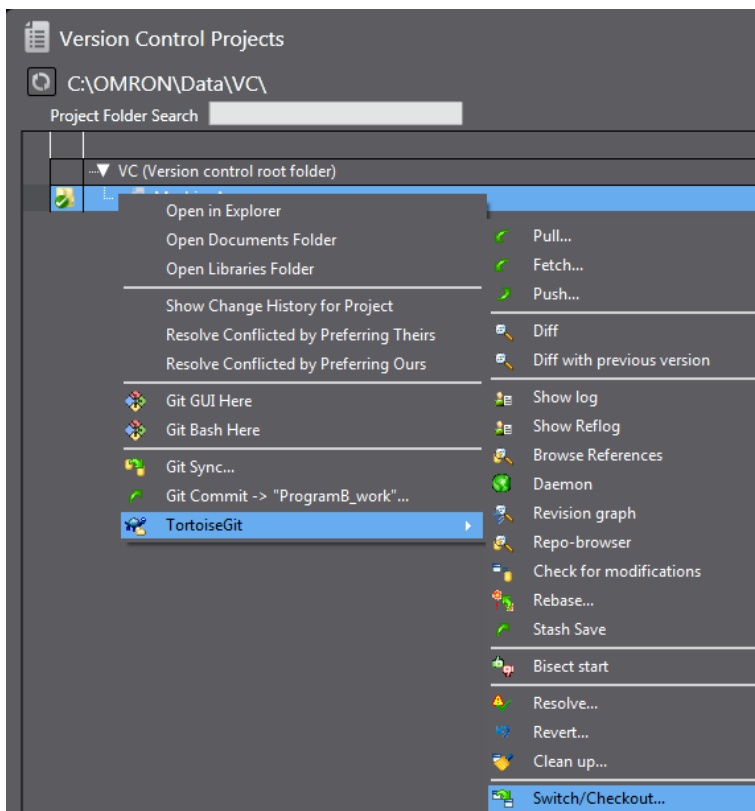 Version Control Projects
C:\OMRON\Data\VC\
Project Folder Search
VC (Version control root folder)
Open in Explorer
Open Documents Folder
Open Libraries Folder
Show Change History for Project
Resolve Conflicted by Preferring Theirs
Resolve Conflicted by Preferring Ours
Git GUI Here
Git Bash Here
Git Sync...
Git Commit -> "ProgramB_work"...
TortoiseGit
Pull...
Fetch...
Push...
Diff
Diff with previous version
Show log
Show Reflog
Browse References
Daemon
Revision graph
Repo-browser
Check for modifications
Rebase...
Stash Save
Bisect start
Resolve...
Revert...
Clean up...
Switch/Checkout...